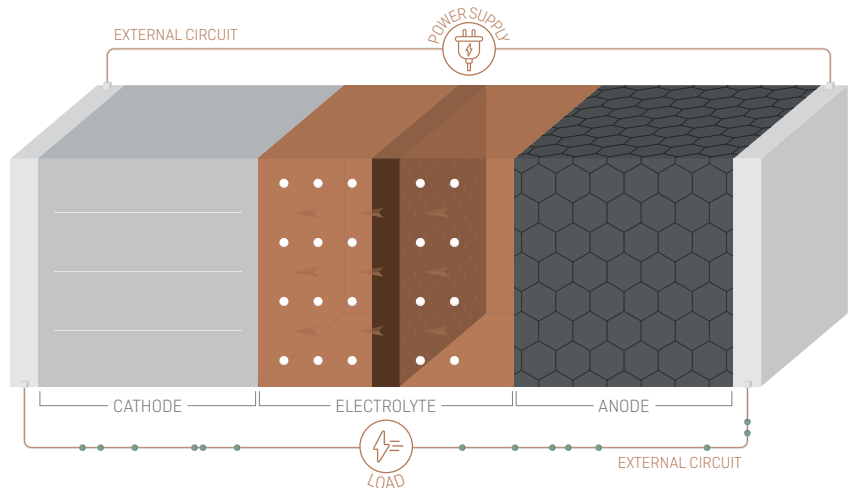 POWER SUPPLY
EXTERNAL CIRCUIT
CATHODE
ELECTROLYTE
ANODE
EXTERNAL CIRCUIT
LOAD